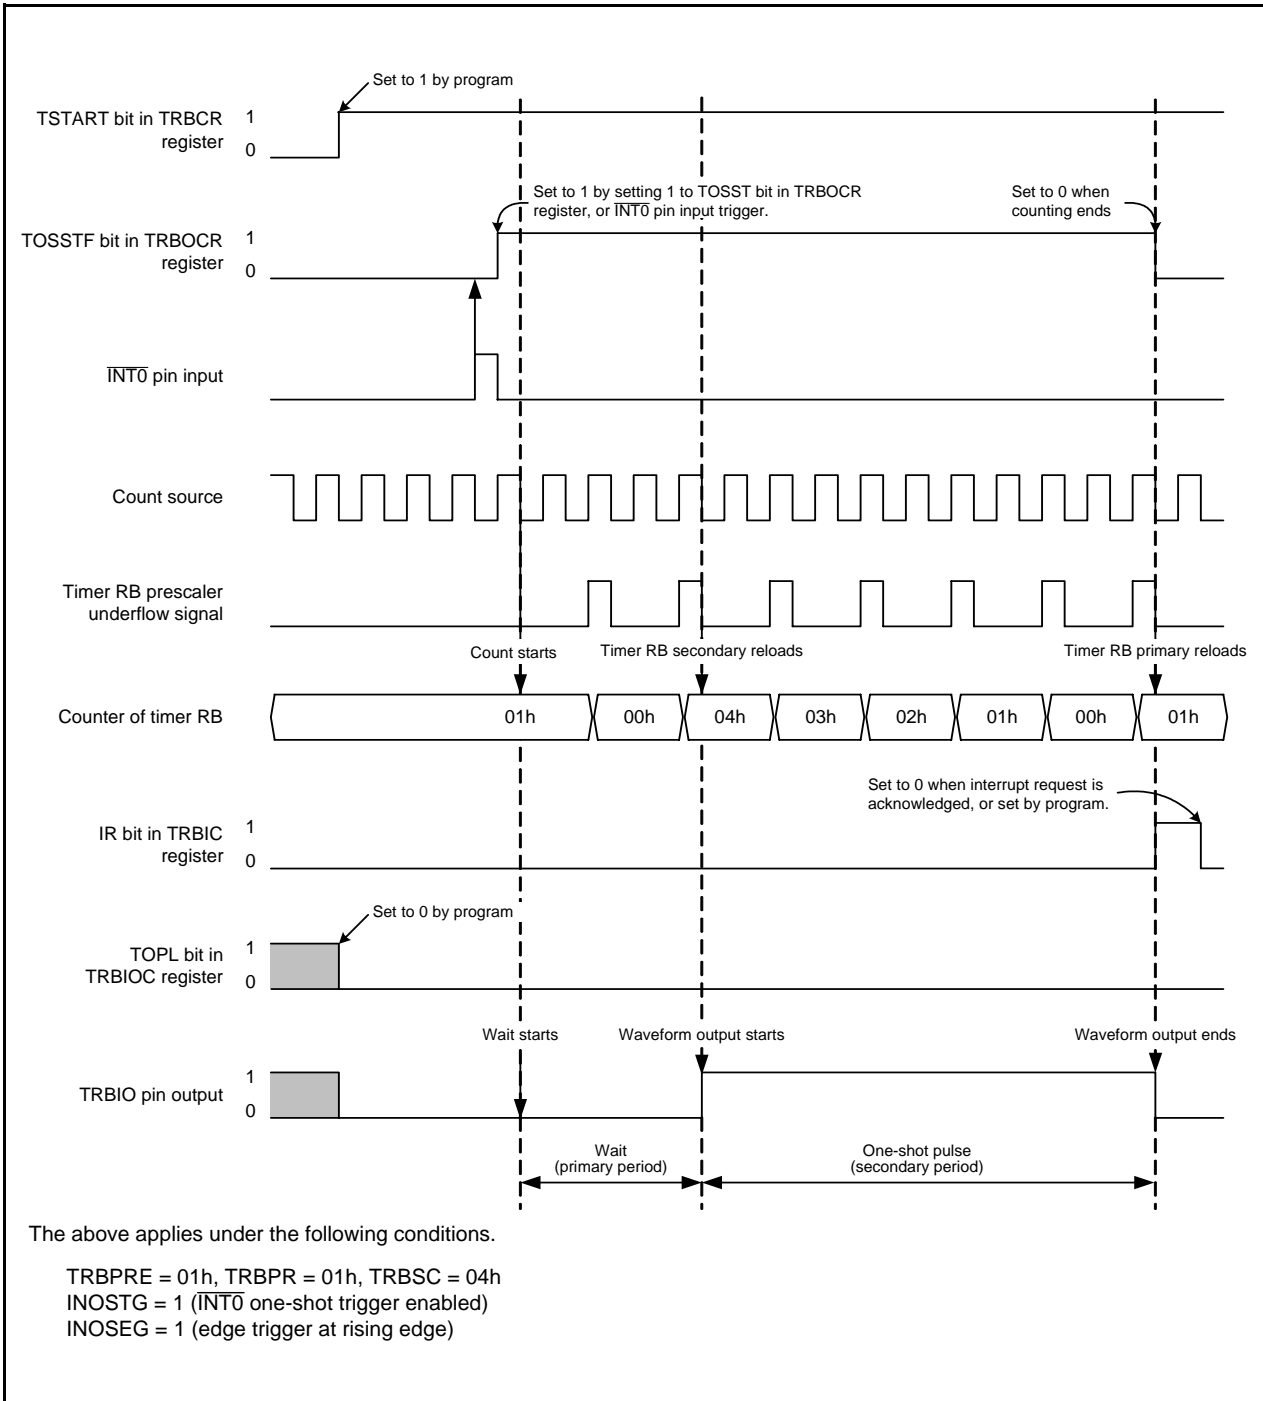 Set to 1 by program
TSTART bit in TRBCR
register
1
0
Set to 1 by setting 1 to TOSST bit in TRBOCR
register, or INT0 pin input trigger.
Set to 0 when
counting ends
TOSSTF bit in TRBOCR
register
1
0
INT0 pin input
Count source
Timer RB prescaler
underflow signal
Count starts
Timer RB secondary reloads
Timer RB primary reloads
Counter of timer RB
01h 00h 04h 03h 02h 01h 00h 01h
Set to 0 when interrupt request is
acknowledged, or set by program.
IR bit in TRBIC
register
1
0
Set to 0 by program
TOPL bit in
TRBIOC register
1
0
Wait starts
Waveform output starts
Waveform output ends
TRBIO pin output
1
0
Wait
(primary period)
One-shot pulse
(secondary period)
The above applies under the following conditions.
TRBPRE = 01h, TRBPR = 01h, TRBSC = 04h
INOSTG = 1 (INT0 one-shot trigger enabled)
INOSEG = 1 (edge trigger at rising edge)